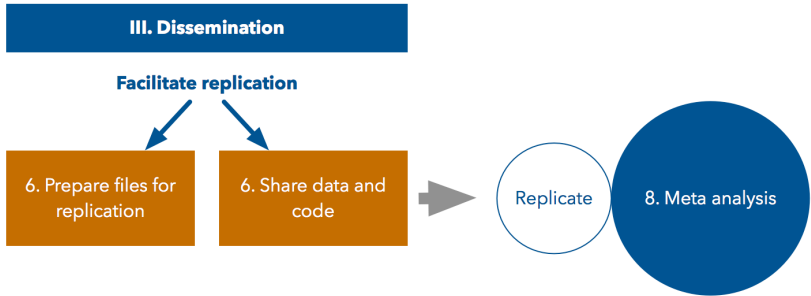 III. Dissemination
Facilitate replication
6. Prepare files for
replication
6. Share data and
code
Replicate
8. Meta analysis